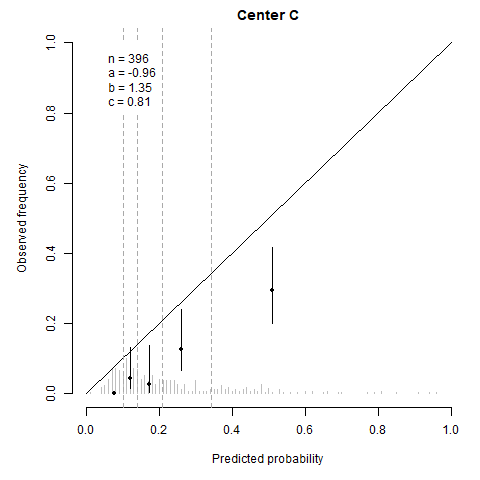 Center C
n = 396
a = -0.96
b = 1.35
c = 0.81
Observed frequency
1.0
0.8
0.6
0.4
0.2
0.0
0.0 0.2 0.4 0.6 0.8 1.0
Predicted probability